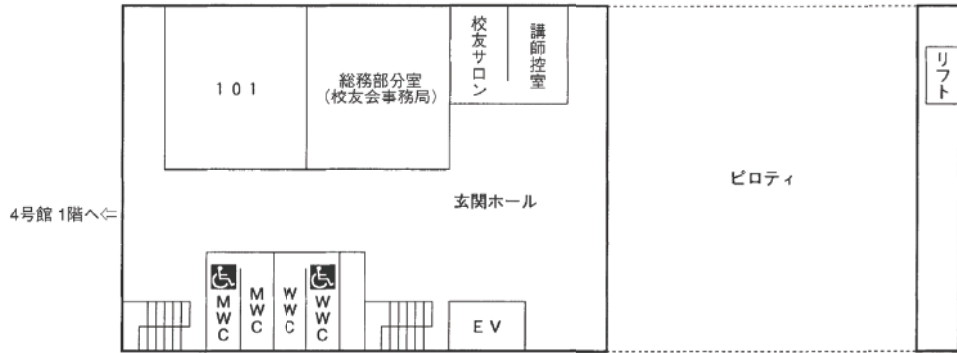 101
総務部分室
(校友会事務局)
校友サロン
講師控室
リフト
ピロティ
玄関ホール
4号館 1階へ⇦
MWC
MWC
WWC
WWC
EV